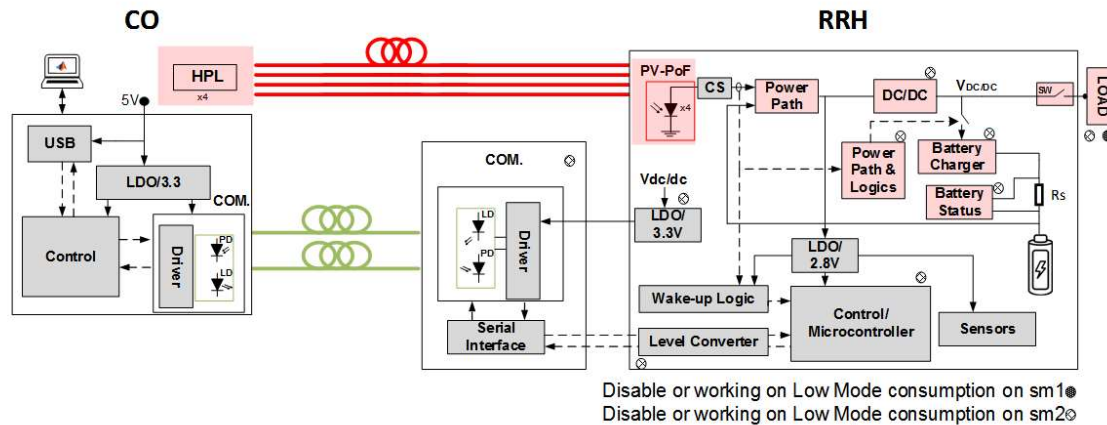 CO
RRH
HPL
x4
5V
USB
LDO/3.3
COM.
Control
Driver
PD
LD
COM.
LD
PD
Driver
Serial
Interface
PV-PoF
x4
CS
Power
Path
DC/DC
VDC/DC
SW
LOAD
Power
Path &
Logics
Battery
Charger
Battery
Status
Rs
Vdc/dc
LDO/
3.3V
LDO/
2.8V
Wake-up Logic
Control/
Microcontroller
Sensors
Level Converter
Disable or working on Low Mode consumption on sm1
Disable or working on Low Mode consumption on sm2